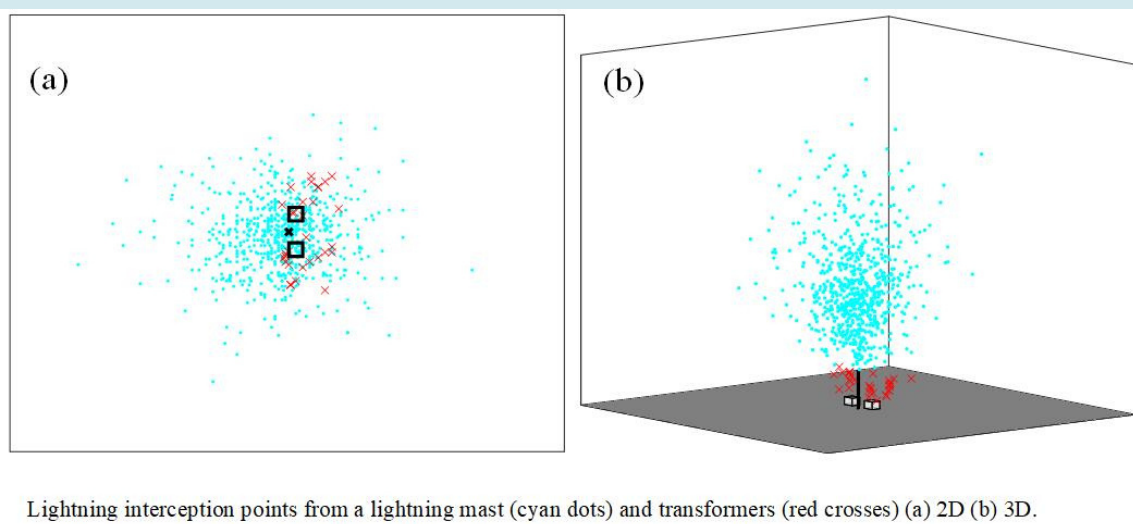 (a)
(b)
Lightning interception points from a lightning mast (cyan dots) and transformers (red crosses) (a) 2D (b) 3D.